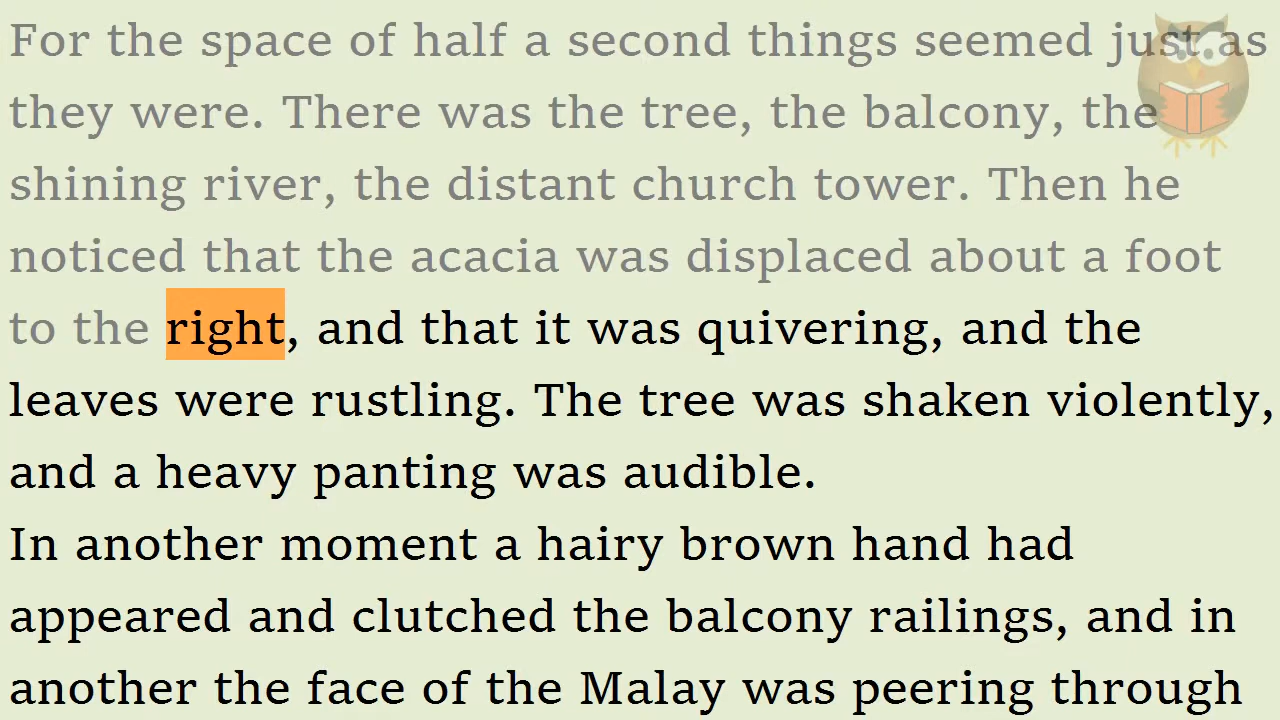 For the space of half a second things seemed just as
they were. There was the tree, the balcony, the
shining river, the distant church tower. Then he
noticed that the acacia was displaced about a foot
to the right, and that it was quivering, and the
leaves were rustling. The tree was shaken violently,
and a heavy panting was audible.
In another moment a hairy brown hand had
appeared and clutched the balcony railings, and in
another the face of the Malay was peering through